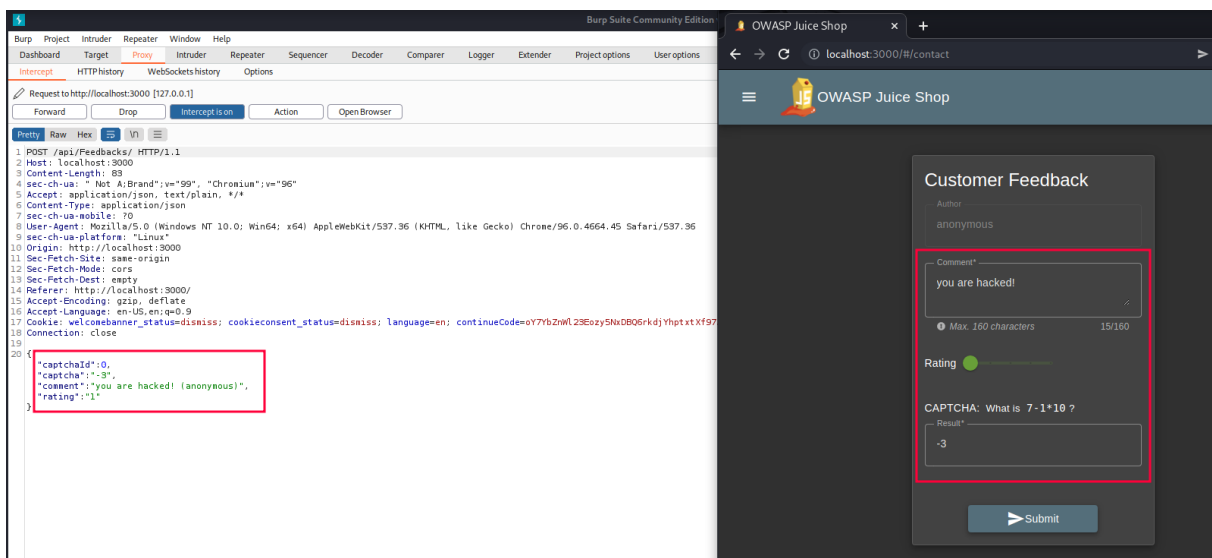 Burp Suite Community Edition
Burp Project Intruder Repeater Window Help
Dashboard Target Proxy Intruder Repeater Sequencer Decoder Comparer Logger Extender Project options User options
Intercept HTTP history WebSockets history Options
Request to http://localhost:3000 [127.0.0.1]
Forward Drop Intercept is on Action Open Browser
Pretty Raw Hex \n
1 POST /api/Feedbacks/ HTTP/1.1
2 Host: localhost:3000
3 Content-Length: 83
4 sec-ch-ua: " Not A;Brand";v="99", "Chromium";v="96"
5 Accept: application/json, text/plain, */*
6 Content-Type: application/json
7 sec-ch-ua-mobile: ?0
8 User-Agent: Mozilla/5.0 (Windows NT 10.0; Win64; x64) AppleWebKit/537.36 (KHTML, like Gecko) Chrome/96.0.4664.45 Safari/537.36
9 sec-ch-ua-platform: "Linux"
10 Origin: http://localhost:3000
11 Sec-Fetch-Site: same-origin
12 Sec-Fetch-Mode: cors
13 Sec-Fetch-Dest: empty
14 Referer: http://localhost:3000/
15 Accept-Encoding: gzip, deflate
16 Accept-Language: en-US,en;q=0.9
17 Cookie: welcomebanner_status=dismiss; cookieconsent_status=dismiss; language=en; continueCode=oY7YbZnWl23Eozy5NxDBQ6rkdjYhptxtXf97
18 Connection: close
19
20 {
"captchaId":0,
"captcha":"-3",
"comment":"you are hacked! (anonymous)",
"rating":"1"
}
OWASP Juice Shop
localhost:3000/#/contact
JS OWASP Juice Shop
Customer Feedback
Author
anonymous
Comment*
you are hacked!
Max. 160 characters 15/160
Rating
CAPTCHA: What is 7-1*10 ?
Result*
-3
Submit